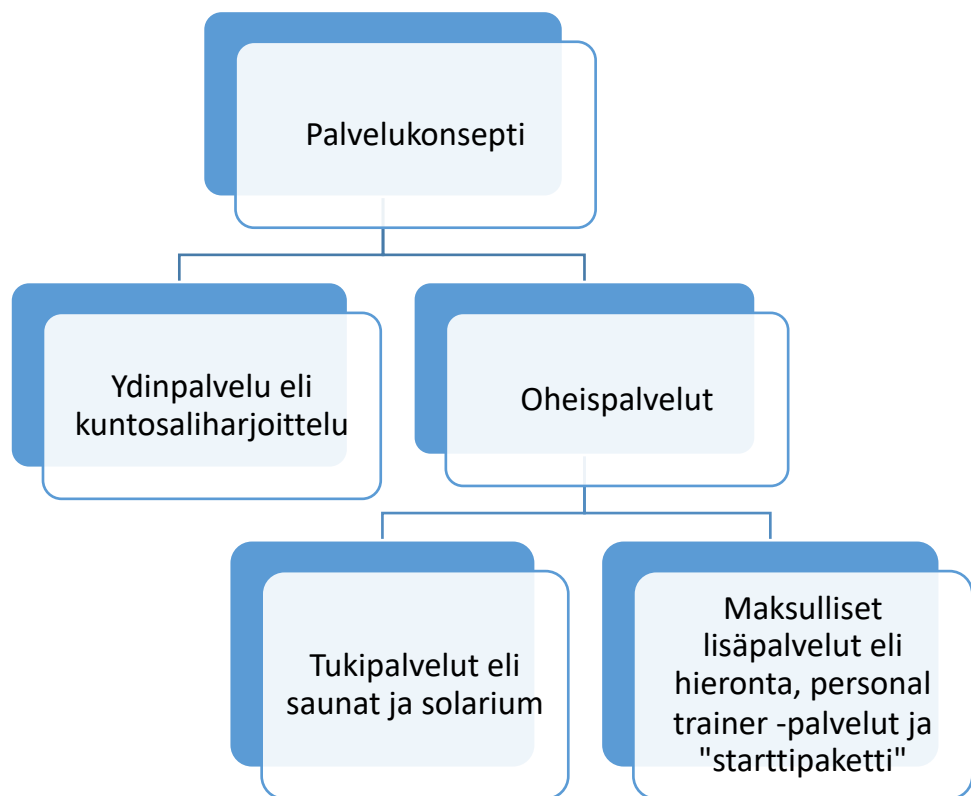 Palvelukonsepti
Ydinpalvelu eli
kuntosaliharjoittelu
Oheispalvelut
Tukipalvelut eli
saunat ja solarium
Maksulliset
lisäpalvelut eli
hieronta, personal
trainer -palvelut ja
"starttipaketti"